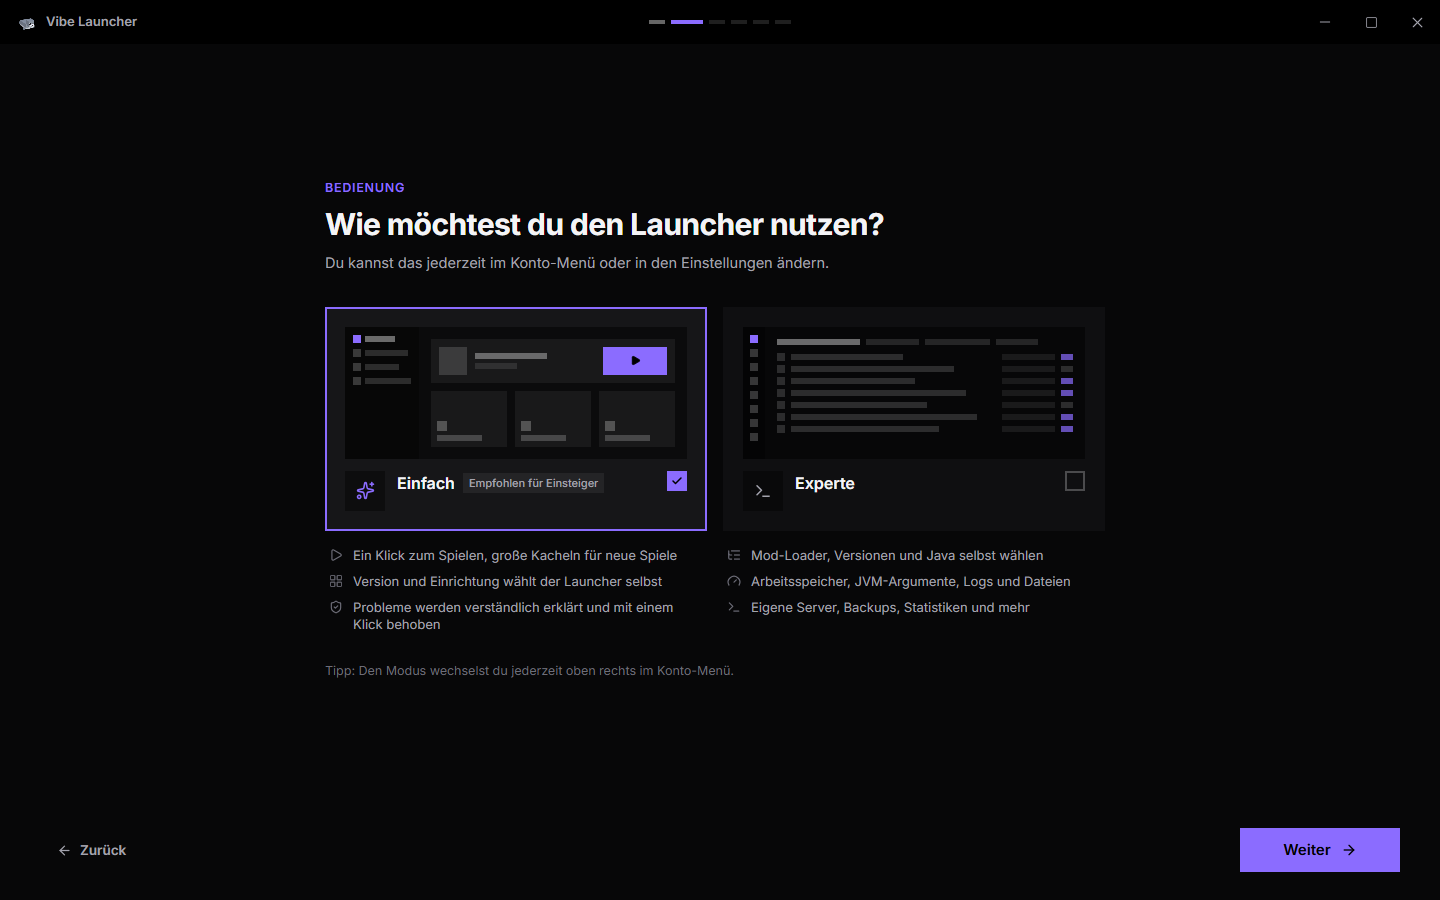 Vibe Launcher
BEDIENUNG
Wie möchtest du den Launcher nutzen?
Du kannst das jederzeit im Konto-Menü oder in den Einstellungen ändern.
Einfach Empfohlen für Einsteiger
Ein Klick zum Spielen, große Kacheln für neue Spiele
Version und Einrichtung wählt der Launcher selbst
Probleme werden verständlich erklärt und mit einem
Klick behoben
Experte
Mod-Loader, Versionen und Java selbst wählen
Arbeitsspeicher, JVM-Argumente, Logs und Dateien
Eigene Server, Backups, Statistiken und mehr
Tipp: Den Modus wechselst du jederzeit oben rechts im Konto-Menü.
Zurück
Weiter